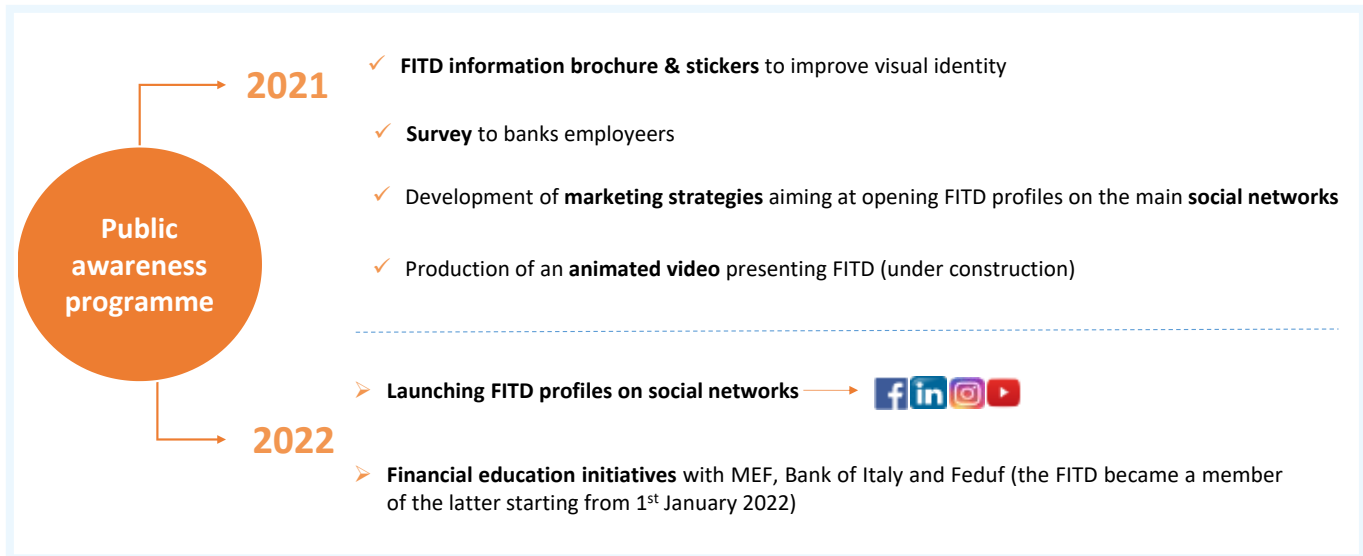 2021
✓ FITD information brochure & stickers to improve visual identity
✓ Survey to banks employeers
✓ Development of marketing strategies aiming at opening FITD profiles on the main social networks
✓ Production of an animated video presenting FITD (under construction)
Public
awareness
programme
2022
➢ Launching FITD profiles on social networks
f in
➢ Financial education initiatives with MEF, Bank of Italy and Feduf (the FITD became a member
of the latter starting from 1st January 2022)